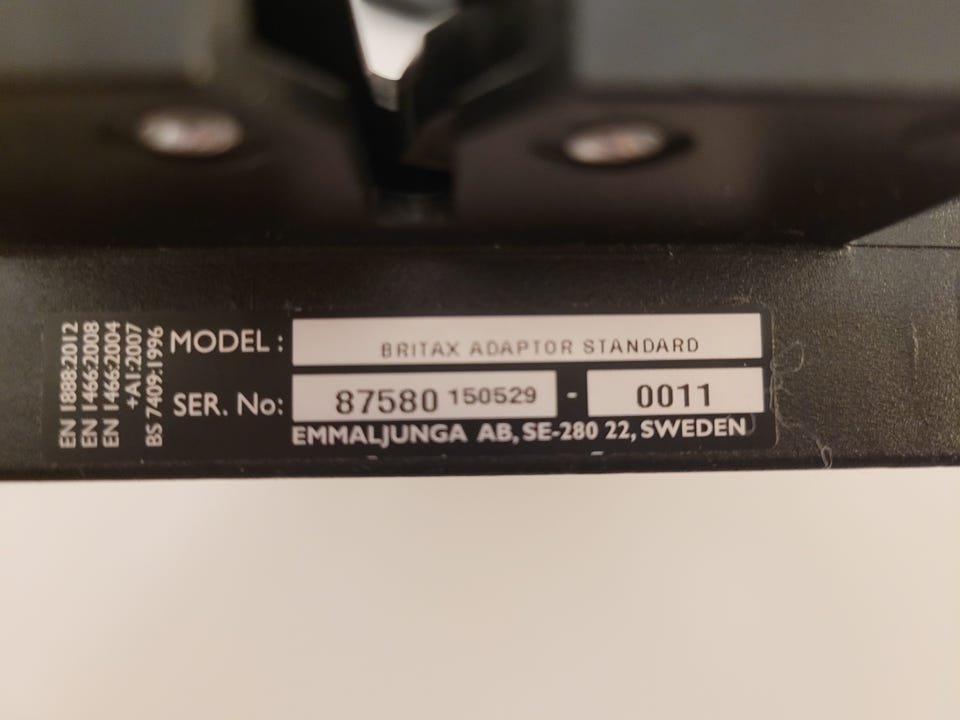 EN 1888:2012
EN 1466:2008
EN 1466:2004
+A1:2007
BS 7409:1996
MODEL : BRITAX ADAPTOR STANDARD
SER. No: 87580 150529 - 0011
EMMALJUNGA AB, SE-280 22, SWEDEN